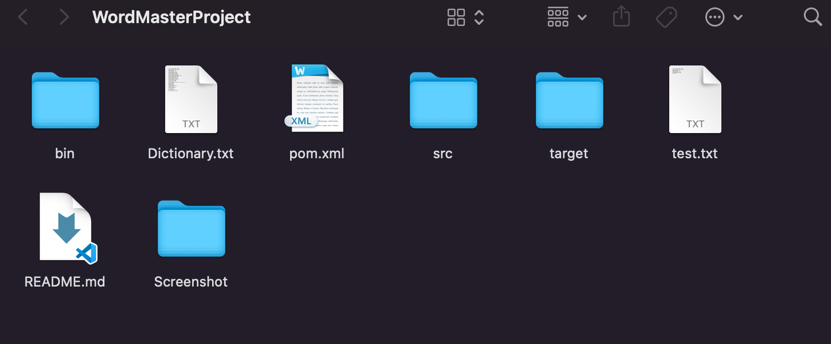 WordMasterProject
TXT
W
XML
TXT
bin
Dictionary.txt
pom.xml
src
target
test.txt
README.md
Screenshot